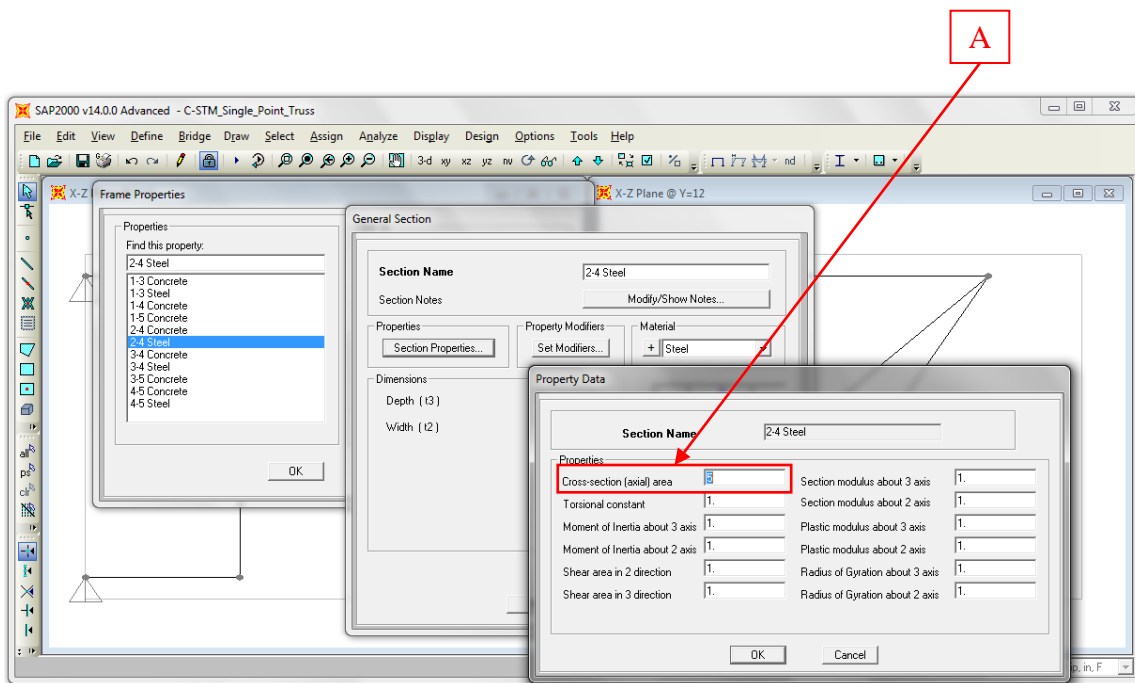 A
SAP2000 v14.0.0 Advanced - C-STM_Single_Point_Truss
File Edit View Define Bridge Draw Select Assign Analyze Display Design Options Tools Help
3-d xy xz yz nv nd
X-Z
X-Z Plane @ Y=12
Frame Properties
Properties
Find this property:
2-4 Steel
1-3 Concrete
1-3 Steel
1-4 Concrete
1-5 Concrete
2-4 Concrete
2-4 Steel
3-4 Concrete
3-4 Steel
3-5 Concrete
4-5 Concrete
4-5 Steel
OK
General Section
Section Name 2-4 Steel
Section Notes Modify/Show Notes...
Properties Property Modifiers Material
Section Properties... Set Modifiers... + Steel
Dimensions
Depth ( t3 )
Width ( t2 )
Property Data
Section Name 2-4 Steel
Properties
Cross-section (axial) area 5 Section modulus about 3 axis 1.
Torsional constant 1. Section modulus about 2 axis 1.
Moment of Inertia about 3 axis 1. Plastic modulus about 3 axis 1.
Moment of Inertia about 2 axis 1. Plastic modulus about 2 axis 1.
Shear area in 2 direction 1. Radius of Gyration about 3 axis 1.
Shear area in 3 direction 1. Radius of Gyration about 2 axis 1.
OK Cancel
all
ps
clr
in, F